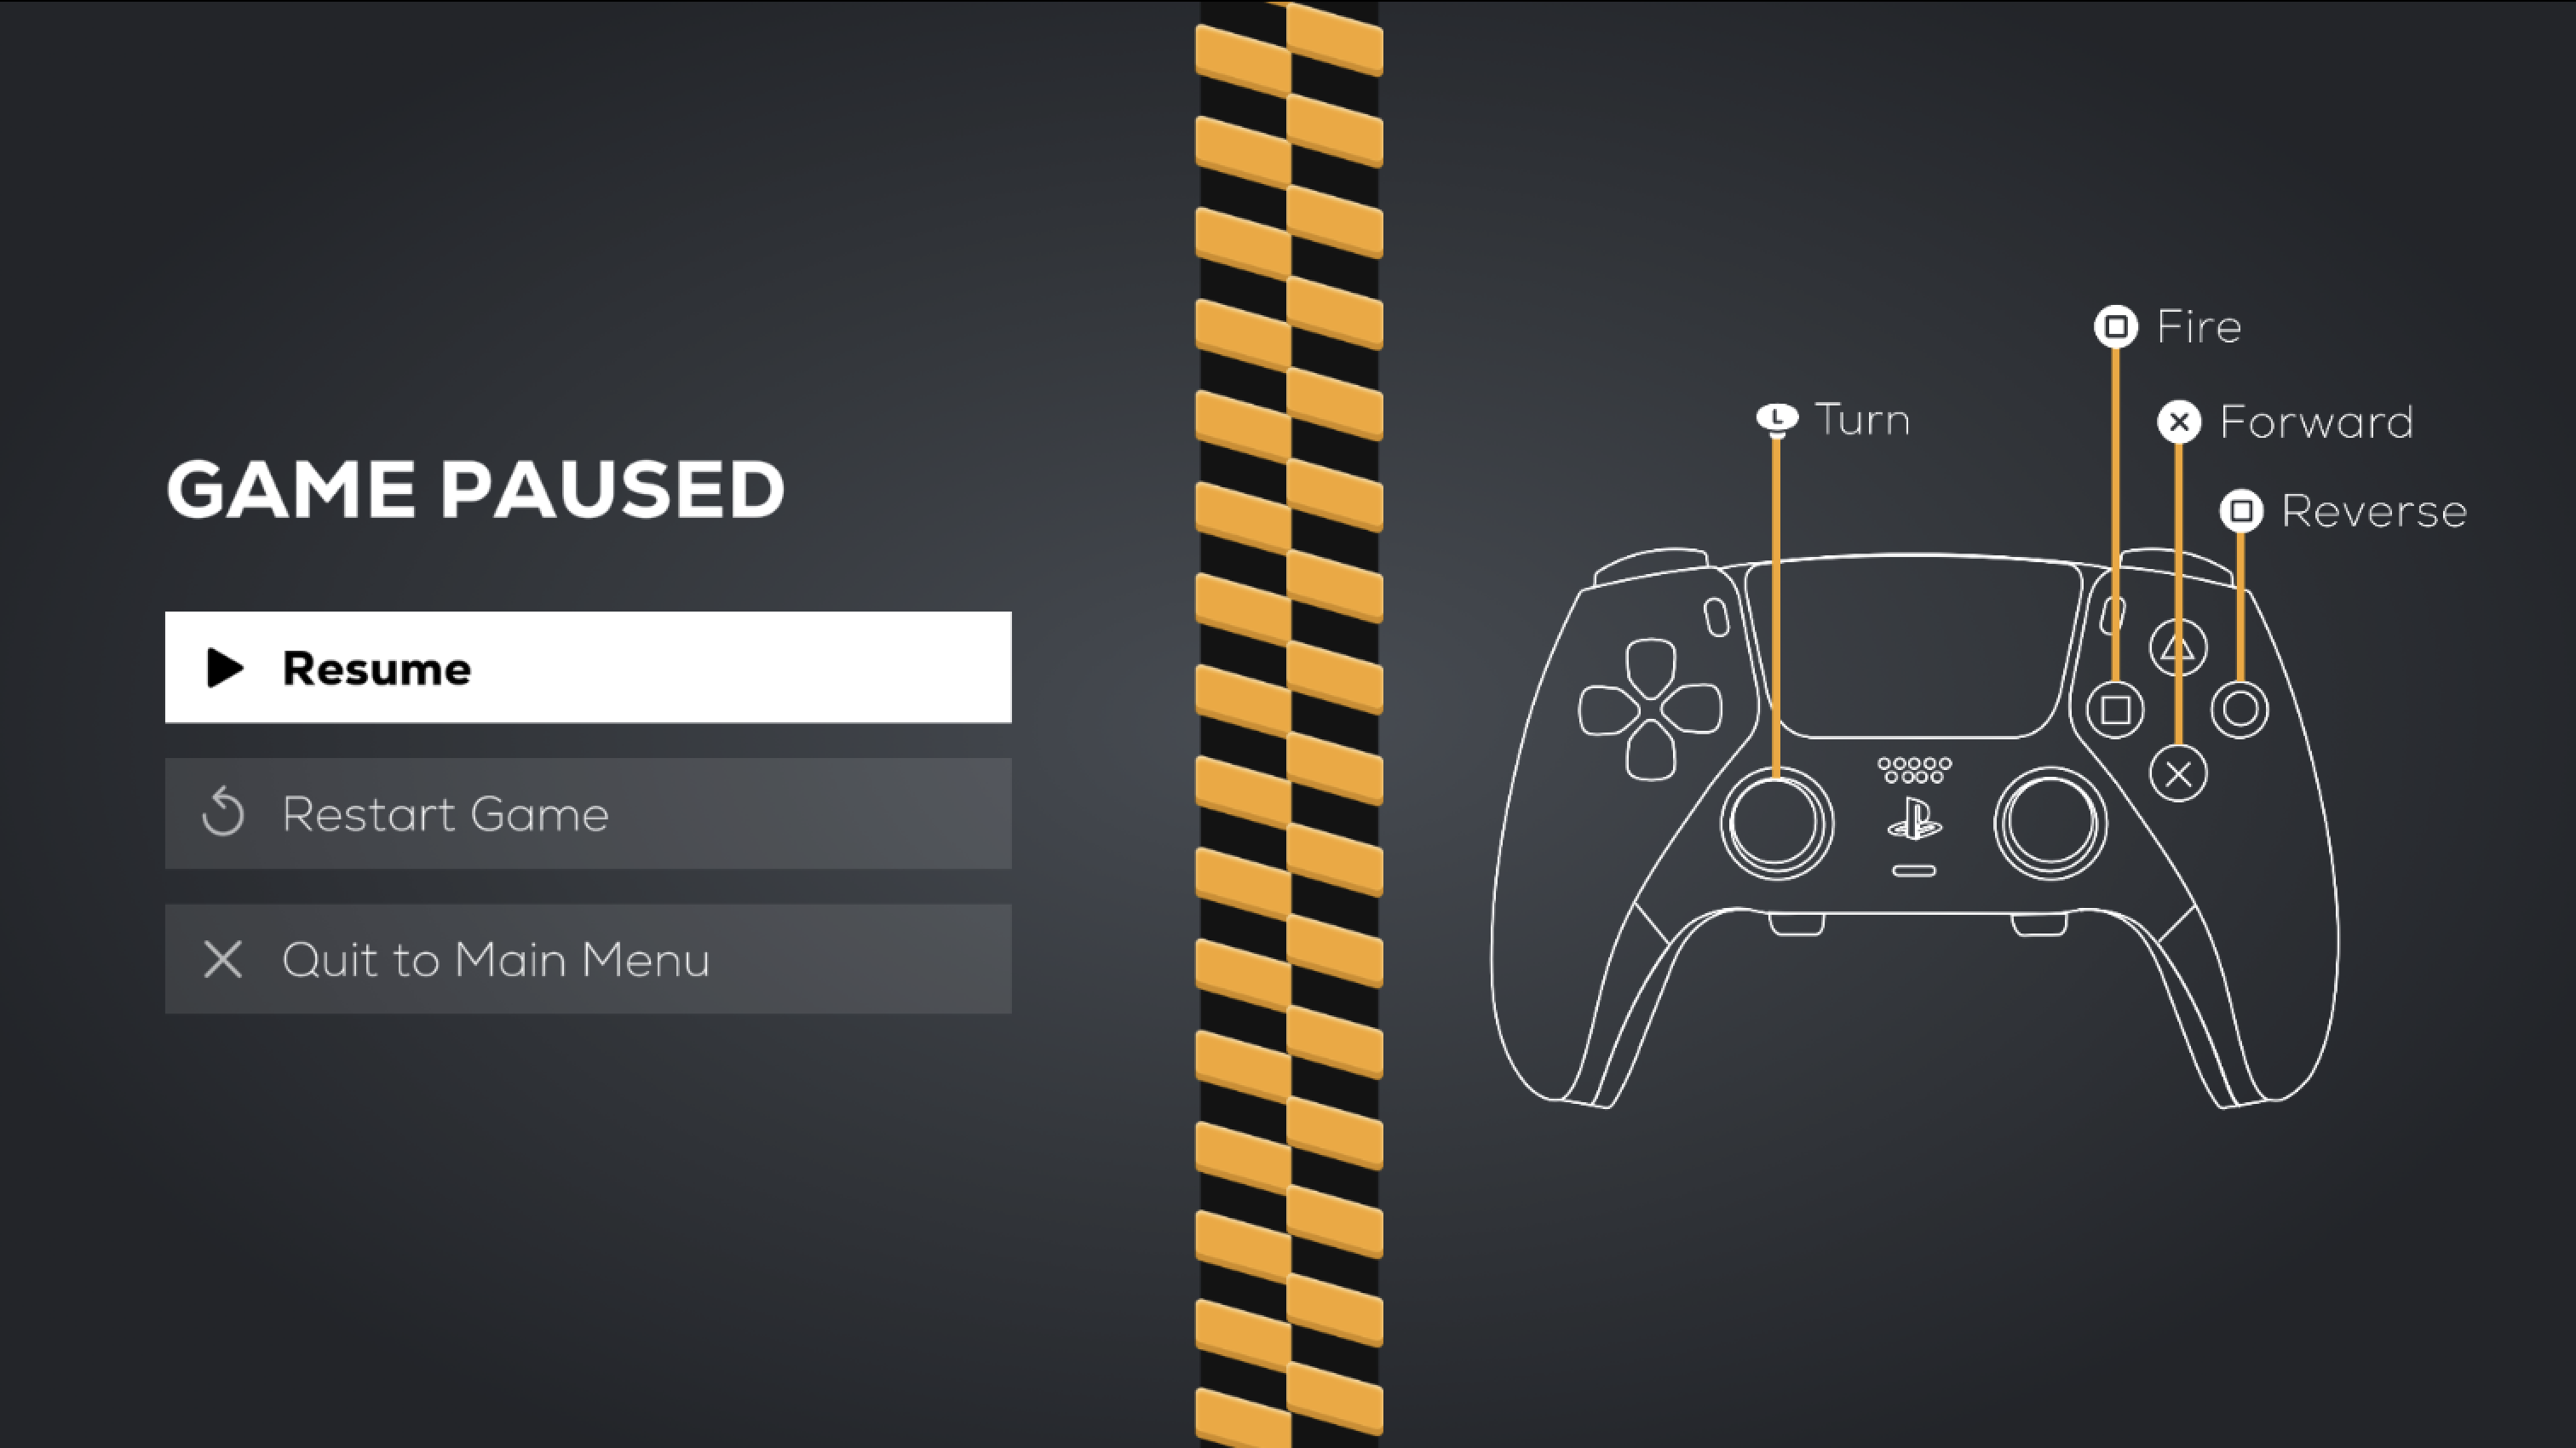 GAME PAUSED
Resume
Restart Game
Quit to Main Menu
Fire
L Turn
Forward
Reverse